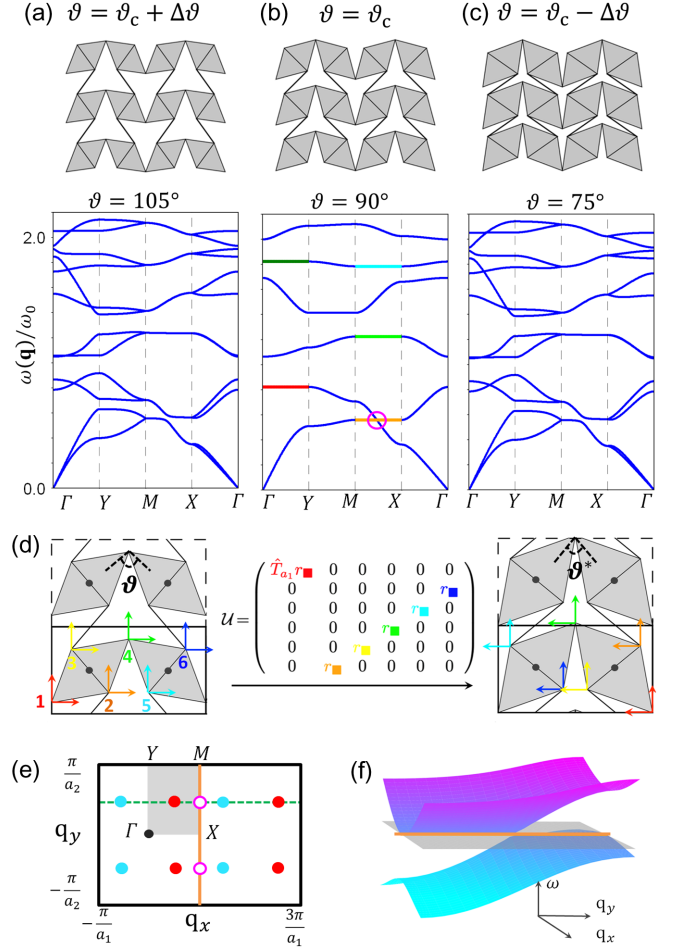 (a) ϑ = ϑc + Δϑ
(b) ϑ = ϑc
(c) ϑ = ϑc − Δϑ
ϑ = 105°
ϑ = 90°
ϑ = 75°
2.0
ω(q)/ω0
0.0
Γ Y M X Γ
Γ Y M X Γ
Γ Y M X Γ
(d)
ϑ
1 2 3 4 5 6
𝒰 =
T̂a1r■ 0 0 0 0 0
0 0 0 0 0 r■
0 0 0 0 r■ 0
0 0 0 r■ 0 0
0 0 r■ 0 0 0
0 r■ 0 0 0 0
ϑ*
(e)
Y M
π/a2
Γ X
qy
−π/a2
−π/a1 qx 3π/a1
(f)
ω
qy
qx